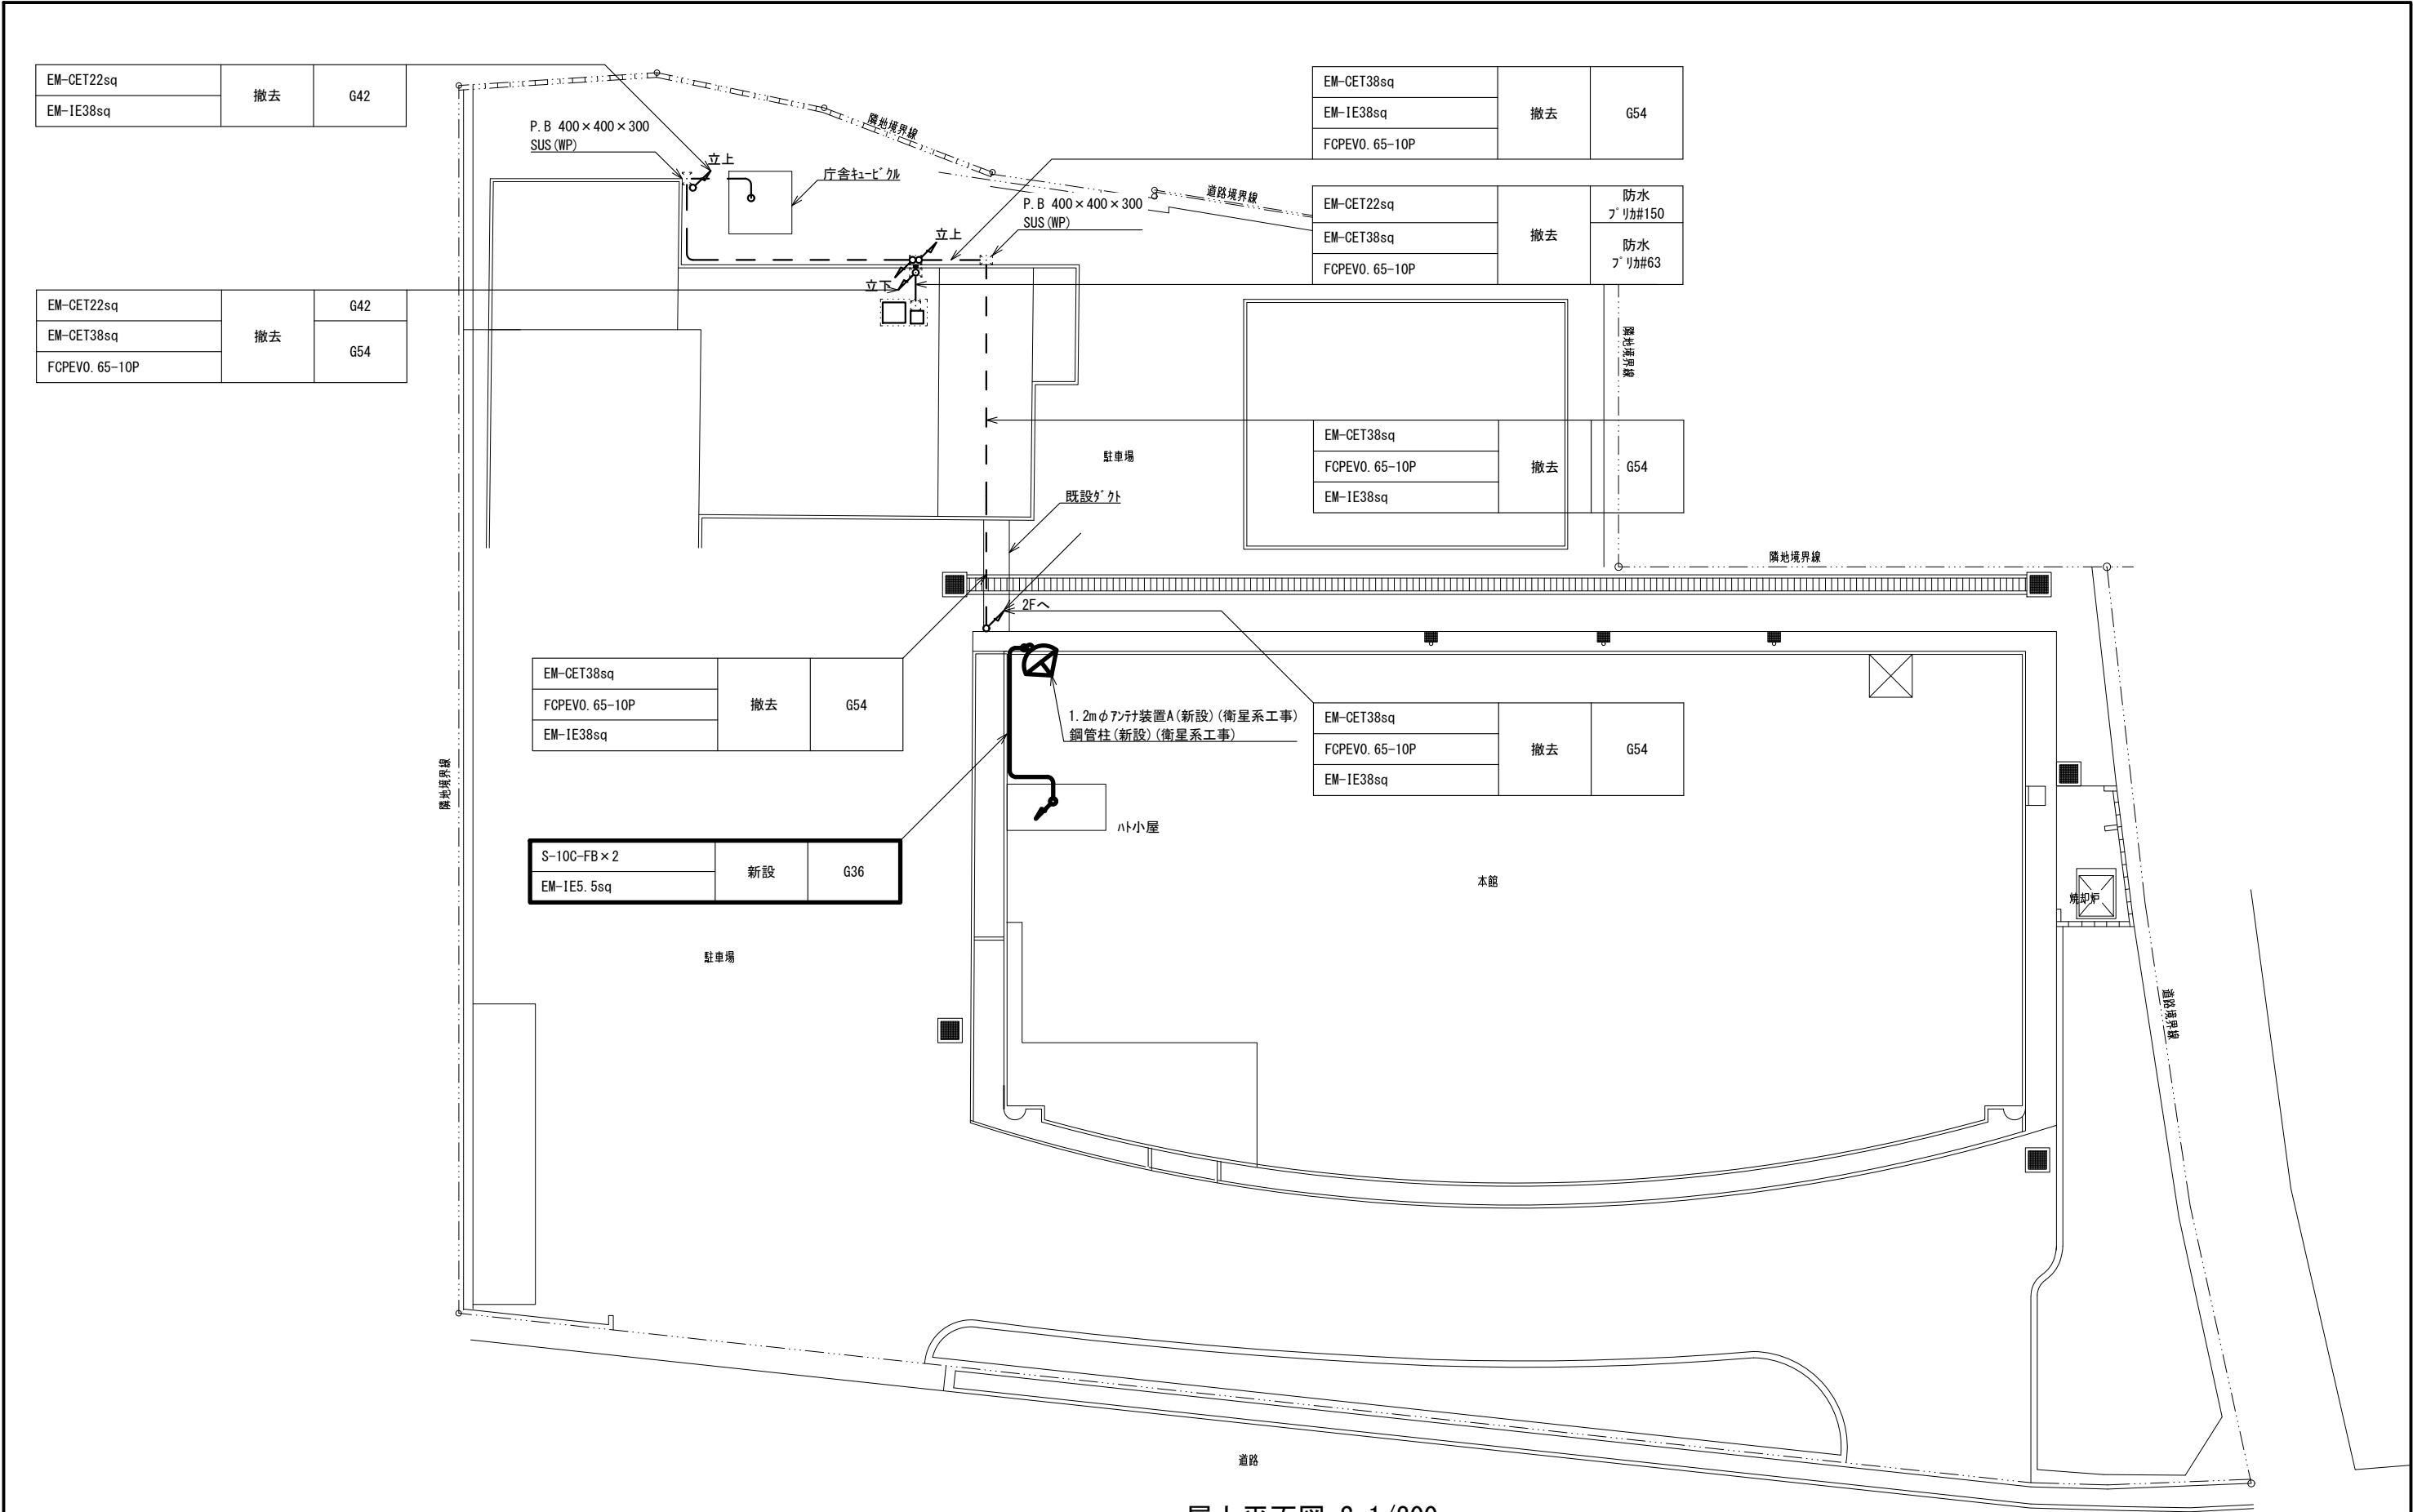 EM-CET22sq
EM-IE38sq
撤去
G42
P.B 400×400×300
SUS(WP)
立上
庁舎ｷｭｰﾋﾞｸﾙ
隣地境界線
EM-CET38sq
EM-IE38sq
FCPEV0.65-10P
撤去
G54
P.B 400×400×300
SUS(WP)
道路境界線
EM-CET22sq
EM-CET38sq
FCPEV0.65-10P
撤去
防水
ﾌﾟﾘｶ#150
防水
ﾌﾟﾘｶ#63
立上
立下
EM-CET22sq
EM-CET38sq
FCPEV0.65-10P
撤去
G42
G54
隣地境界線
駐車場
EM-CET38sq
FCPEV0.65-10P
EM-IE38sq
撤去
G54
既設ﾀﾞｸﾄ
隣地境界線
2Fへ
EM-CET38sq
FCPEV0.65-10P
EM-IE38sq
撤去
G54
1.2mφｱﾝﾃﾅ装置A(新設)(衛星系工事)
鋼管柱(新設)(衛星系工事)
EM-CET38sq
FCPEV0.65-10P
EM-IE38sq
撤去
G54
隣地境界線
ﾊﾄ小屋
S-10C-FB×2
EM-IE5.5sq
新設
G36
本館
焼却炉
駐車場
道路境界線
道路